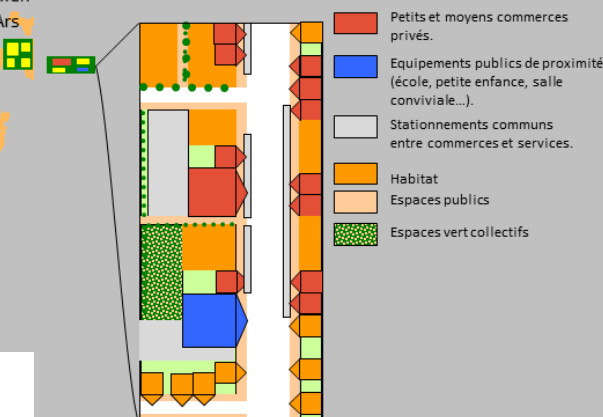 Ars
Petits et moyens commerces
privés.
Equipements publics de proximité
(école, petite enfance, salle
conviviale...).
Stationnements communs
entre commerces et services.
Habitat
Espaces publics
Espaces vert collectifs